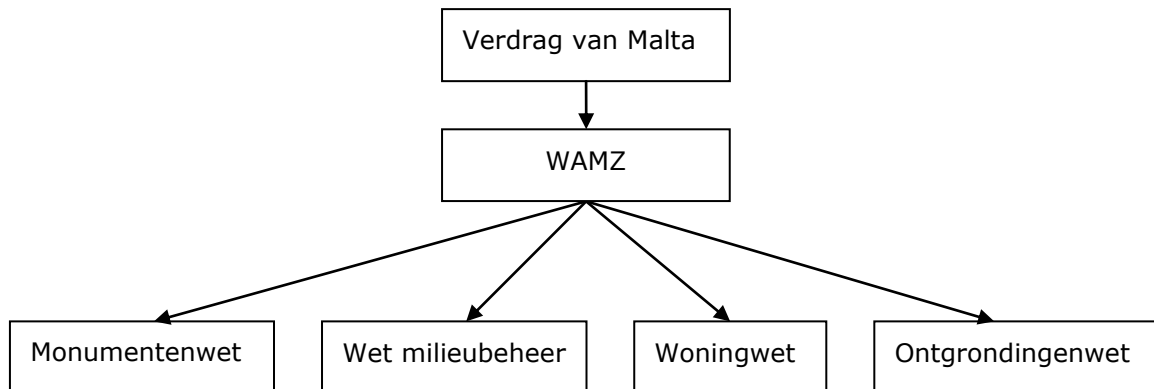 Verdrag van Malta
WAMZ
Monumentenwet
Wet milieubeheer
Woningwet
Ontgrondingenwet